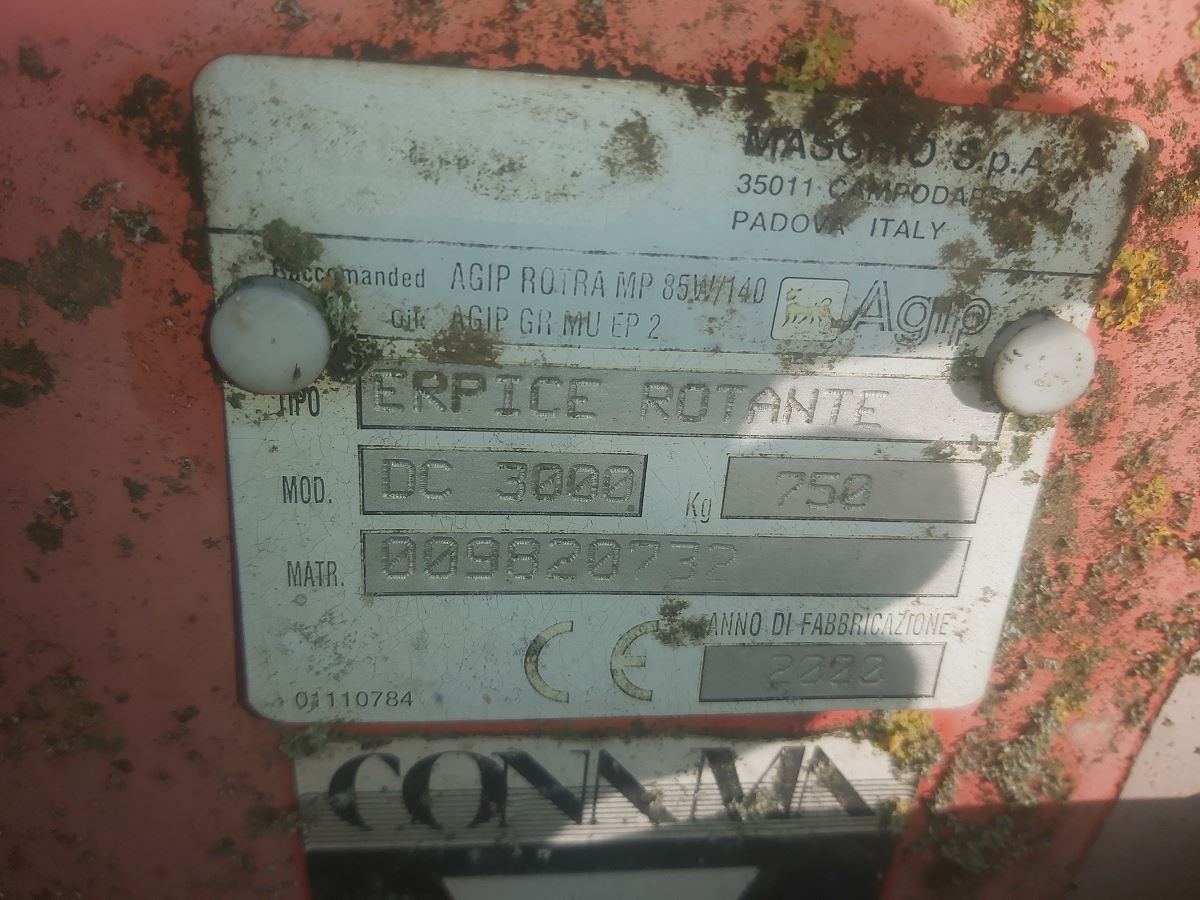 MASCHIO S.p.A.
35011 CAMPODARSEGO
PADOVA ITALY
Raccomanded AGIP ROTRA MP 85W/140
oil: AGIP GR MU EP 2
Agip
TIPO ERPICE ROTANTE
MOD. DC 3000 Kg 750
MATR. 009820732
CE ANNO DI FABBRICAZIONE
2000
01110784